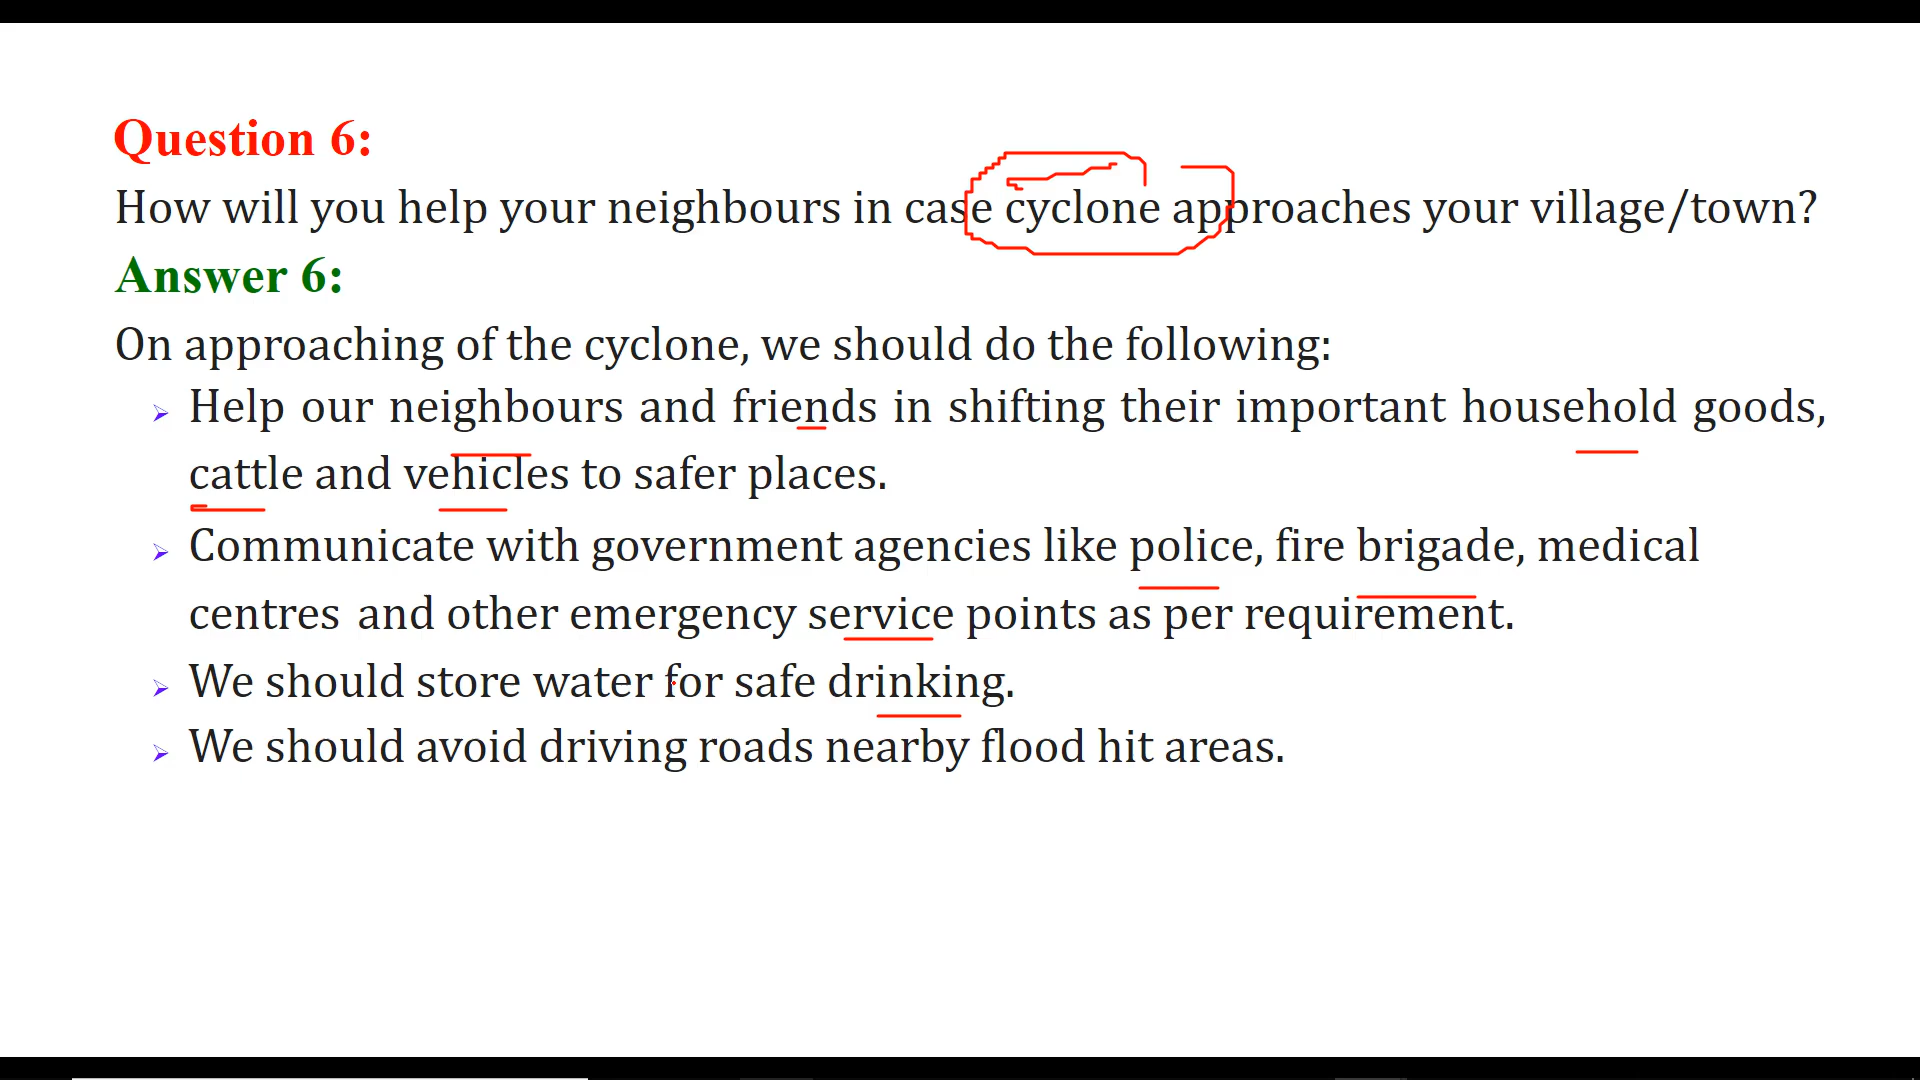 Question 6:
How will you help your neighbours in case cyclone approaches your village/town?
Answer 6:
On approaching of the cyclone, we should do the following:
Help our neighbours and friends in shifting their important household goods,
cattle and vehicles to safer places.
Communicate with government agencies like police, fire brigade, medical
centres and other emergency service points as per requirement.
We should store water for safe drinking.
We should avoid driving roads nearby flood hit areas.